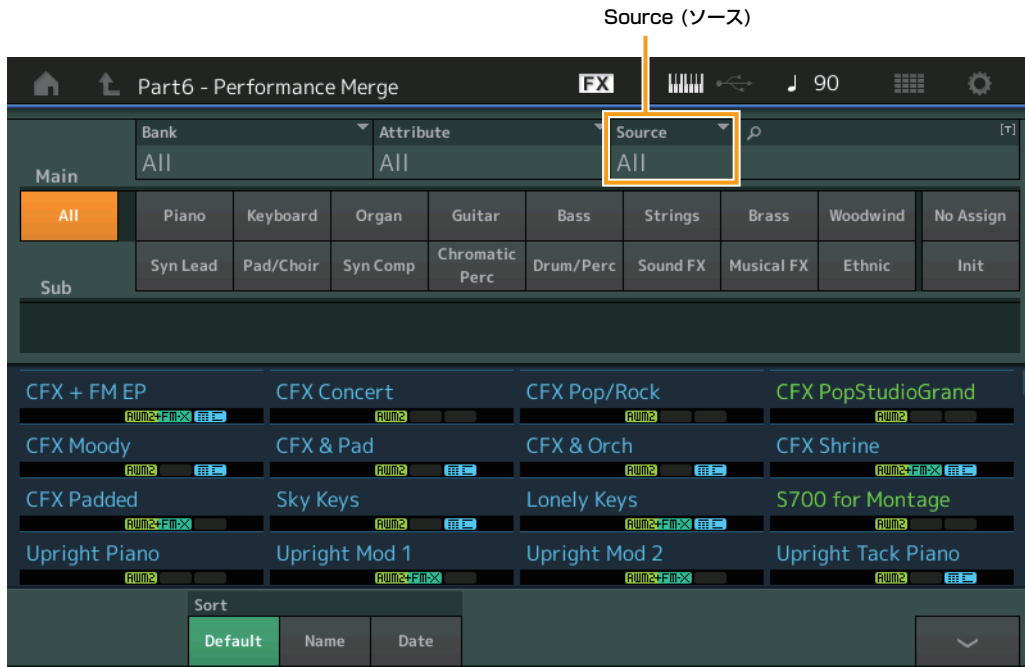 Source (ソース)
Part6 - Performance Merge FX 90
Bank Attribute Source [T]
All All All
Main
All Piano Keyboard Organ Guitar Bass Strings Brass Woodwind No Assign
Syn Lead Pad/Choir Syn Comp Chromatic Perc Drum/Perc Sound FX Musical FX Ethnic Init
Sub
CFX + FM EP CFX Concert CFX Pop/Rock CFX PopStudioGrand
AWM2+FM-X AWM2 AWM2 AWM2
CFX Moody CFX & Pad CFX & Orch CFX Shrine
AWM2 AWM2 AWM2 AWM2+FM-X
CFX Padded Sky Keys Lonely Keys S700 for Montage
AWM2+FM-X AWM2 AWM2+FM-X AWM2
Upright Piano Upright Mod 1 Upright Mod 2 Upright Tack Piano
AWM2 AWM2+FM-X AWM2+FM-X AWM2
Sort
Default Name Date